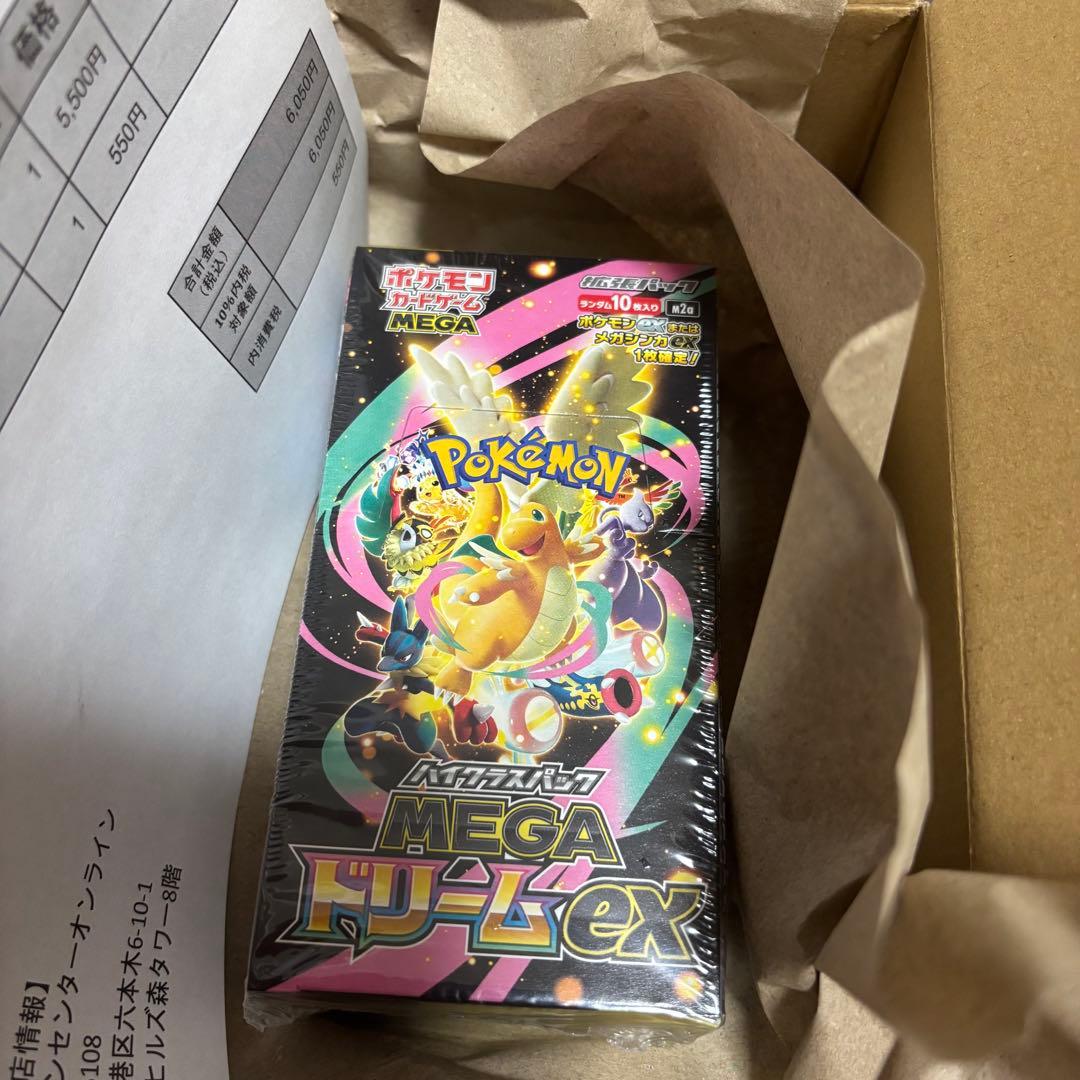 価格
1
5,500円
1
550円
合計金額
(税込)
6,050円
10%内税
対象額
6,050円
内消費税
550円
店情報】
ンセンターオンライン
108
港区六本木6-10-1
ヒルズ森タワー8階
ポケモン
カードゲーム
MEGA
拡張パック
ランダム10枚入り
M2a
ポケモンexまたは
メガシンカex
1枚確定!
POKÉMON
TM
ハイクラスパック
MEGA
ドリームex